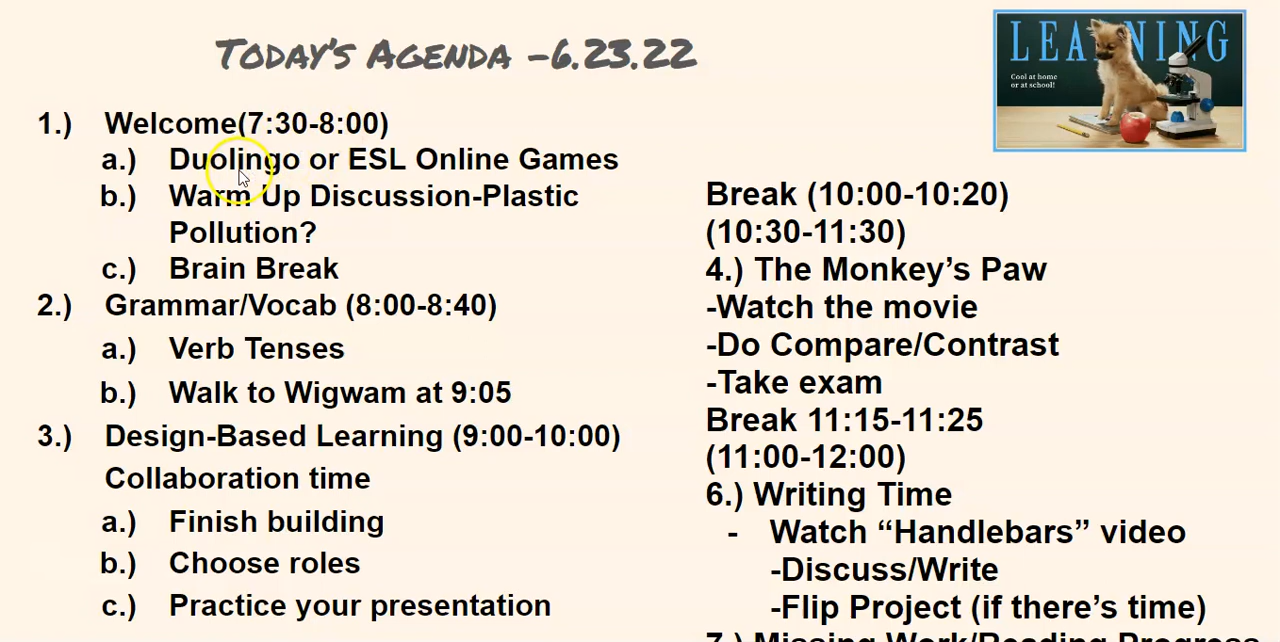 Today's Agenda -6.23.22
LEARNING
Cool at home
or at school!
1.) Welcome(7:30-8:00)
a.) Duolingo or ESL Online Games
b.) Warm Up Discussion-Plastic
Pollution?
c.) Brain Break
2.) Grammar/Vocab (8:00-8:40)
a.) Verb Tenses
b.) Walk to Wigwam at 9:05
3.) Design-Based Learning (9:00-10:00)
Collaboration time
a.) Finish building
b.) Choose roles
c.) Practice your presentation
Break (10:00-10:20)
(10:30-11:30)
4.) The Monkey’s Paw
-Watch the movie
-Do Compare/Contrast
-Take exam
Break 11:15-11:25
(11:00-12:00)
6.) Writing Time
- Watch “Handlebars” video
-Discuss/Write
-Flip Project (if there’s time)
7.) Missing Work/Reading Progress